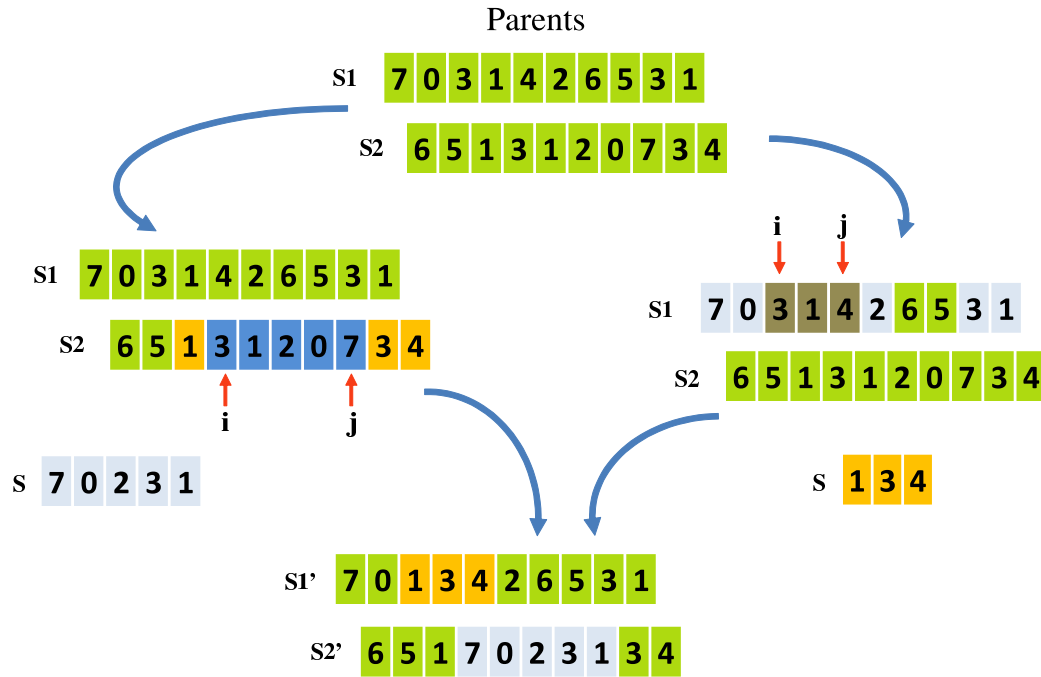 Parents
S1 7 0 3 1 4 2 6 5 3 1
S2 6 5 1 3 1 2 0 7 3 4
i j
S1 7 0 3 1 4 2 6 5 3 1
S1 7 0 3 1 4 2 6 5 3 1
S2 6 5 1 3 1 2 0 7 3 4
S2 6 5 1 3 1 2 0 7 3 4
i j
S 7 0 2 3 1
S 1 3 4
S1’ 7 0 1 3 4 2 6 5 3 1
S2’ 6 5 1 7 0 2 3 1 3 4